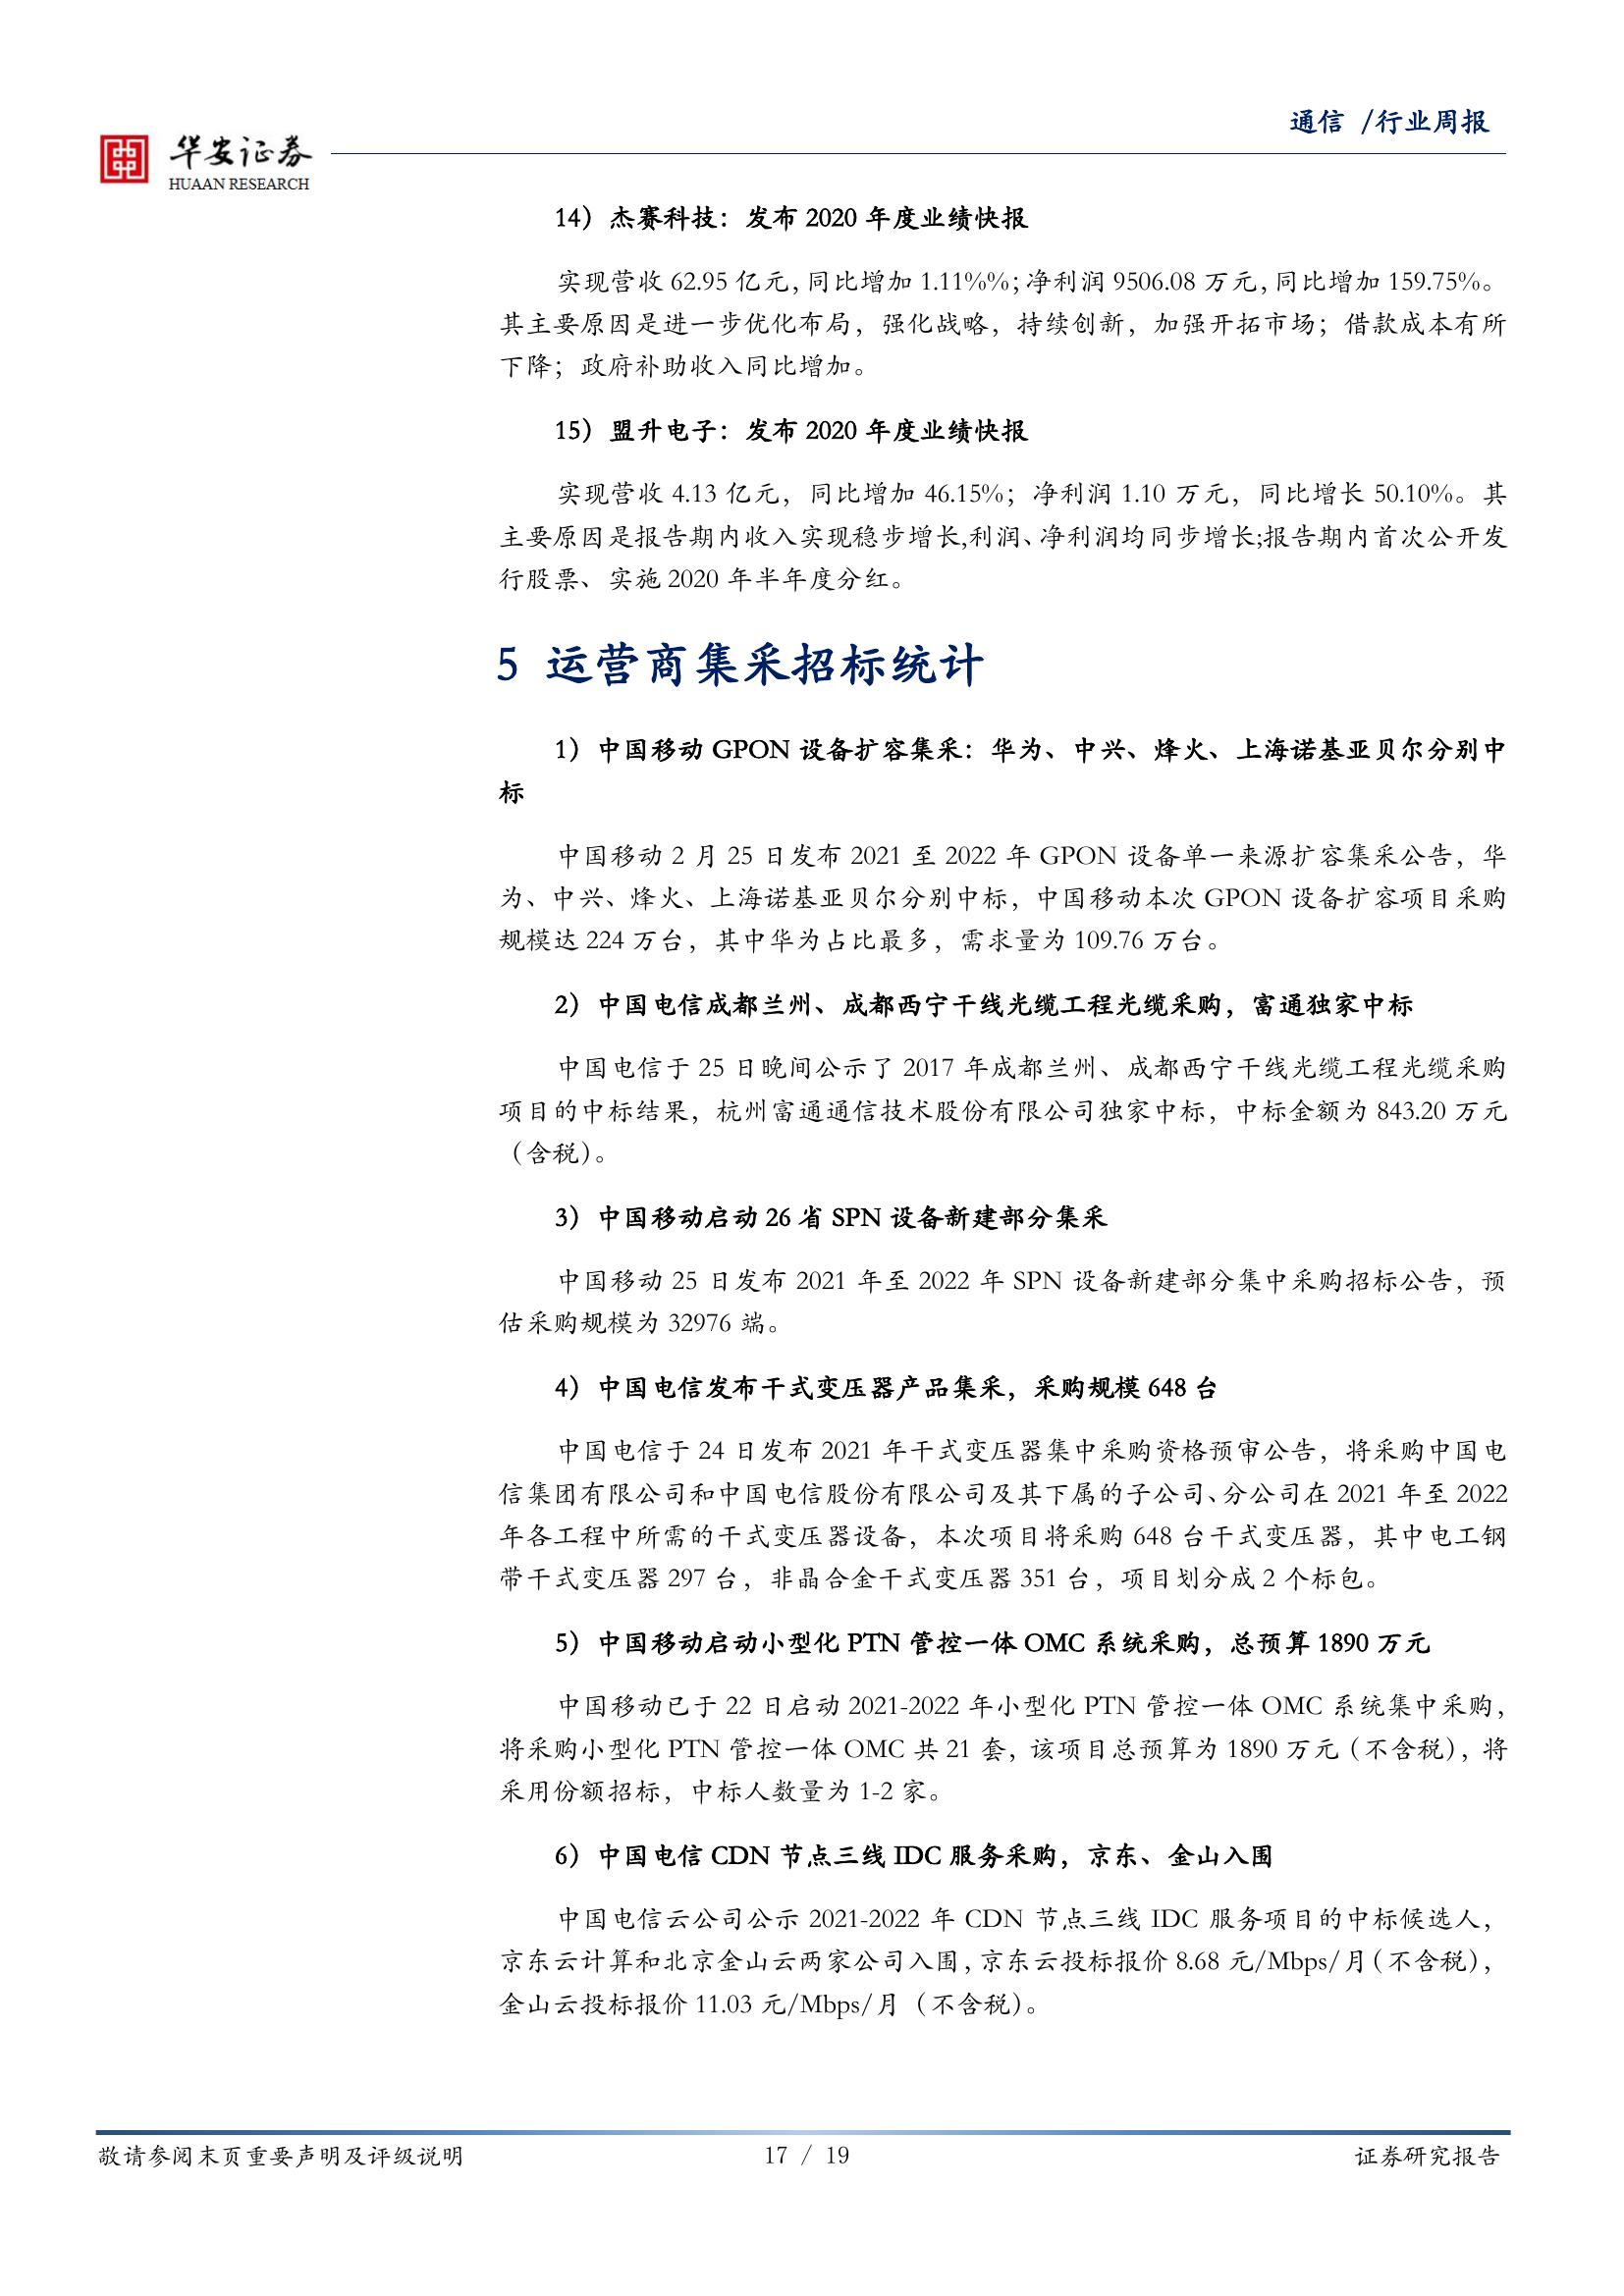 通信 /行业周报
华安证券
HUAAN RESEARCH
14）杰赛科技：发布 2020 年度业绩快报
实现营收 62.95 亿元，同比增加 1.11%%；净利润 9506.08 万元，同比增加 159.75%。
其主要原因是进一步优化布局，强化战略，持续创新，加强开拓市场；借款成本有所
下降；政府补助收入同比增加。
15）盟升电子：发布 2020 年度业绩快报
实现营收 4.13 亿元，同比增加 46.15%；净利润 1.10 万元，同比增长 50.10%。其
主要原因是报告期内收入实现稳步增长,利润、净利润均同步增长;报告期内首次公开发
行股票、实施 2020 年半年度分红。
5 运营商集采招标统计
1）中国移动 GPON 设备扩容集采：华为、中兴、烽火、上海诺基亚贝尔分别中
标
中国移动 2 月 25 日发布 2021 至 2022 年 GPON 设备单一来源扩容集采公告，华
为、中兴、烽火、上海诺基亚贝尔分别中标，中国移动本次 GPON 设备扩容项目采购
规模达 224 万台，其中华为占比最多，需求量为 109.76 万台。
2）中国电信成都兰州、成都西宁干线光缆工程光缆采购，富通独家中标
中国电信于 25 日晚间公示了 2017 年成都兰州、成都西宁干线光缆工程光缆采购
项目的中标结果，杭州富通通信技术股份有限公司独家中标，中标金额为 843.20 万元
（含税）。
3）中国移动启动 26 省 SPN 设备新建部分集采
中国移动 25 日发布 2021 年至 2022 年 SPN 设备新建部分集中采购招标公告，预
估采购规模为 32976 端。
4）中国电信发布干式变压器产品集采，采购规模 648 台
中国电信于 24 日发布 2021 年干式变压器集中采购资格预审公告，将采购中国电
信集团有限公司和中国电信股份有限公司及其下属的子公司、分公司在 2021 年至 2022
年各工程中所需的干式变压器设备，本次项目将采购 648 台干式变压器，其中电工钢
带干式变压器 297 台，非晶合金干式变压器 351 台，项目划分成 2 个标包。
5）中国移动启动小型化 PTN 管控一体 OMC 系统采购，总预算 1890 万元
中国移动已于 22 日启动 2021-2022 年小型化 PTN 管控一体 OMC 系统集中采购，
将采购小型化 PTN 管控一体 OMC 共 21 套，该项目总预算为 1890 万元（不含税），将
采用份额招标，中标人数量为 1-2 家。
6）中国电信 CDN 节点三线 IDC 服务采购，京东、金山入围
中国电信云公司公示 2021-2022 年 CDN 节点三线 IDC 服务项目的中标候选人，
京东云计算和北京金山云两家公司入围，京东云投标报价 8.68 元/Mbps/月（不含税），
金山云投标报价 11.03 元/Mbps/月（不含税）。
敬请参阅末页重要声明及评级说明
17 / 19
证券研究报告